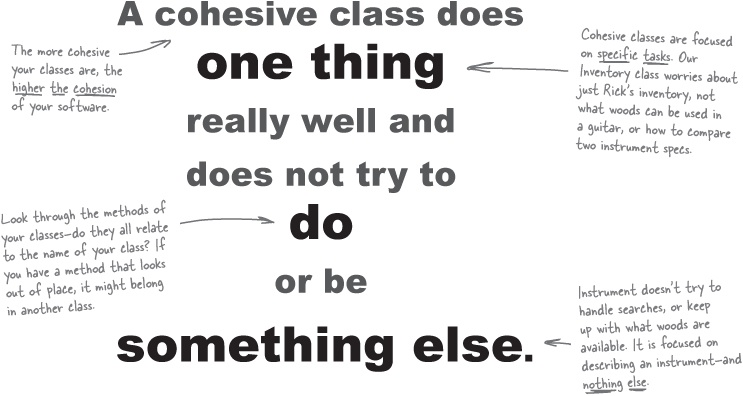 A cohesive class does
one thing
really well and
does not try to
do
or be
something else.
The more cohesive
your classes are, the
higher the cohesion
of your software.
Cohesive classes are focused
on specific tasks. Our
Inventory class worries about
just Rick's inventory, not
what woods can be used in
a guitar, or how to compare
two instrument specs.
Look through the methods of
your classes—do they all relate
to the name of your class? If
you have a method that looks
out of place, it might belong
in another class.
Instrument doesn't try to
handle searches, or keep
up with what woods are
available. It is focused on
describing an instrument—and
nothing else.